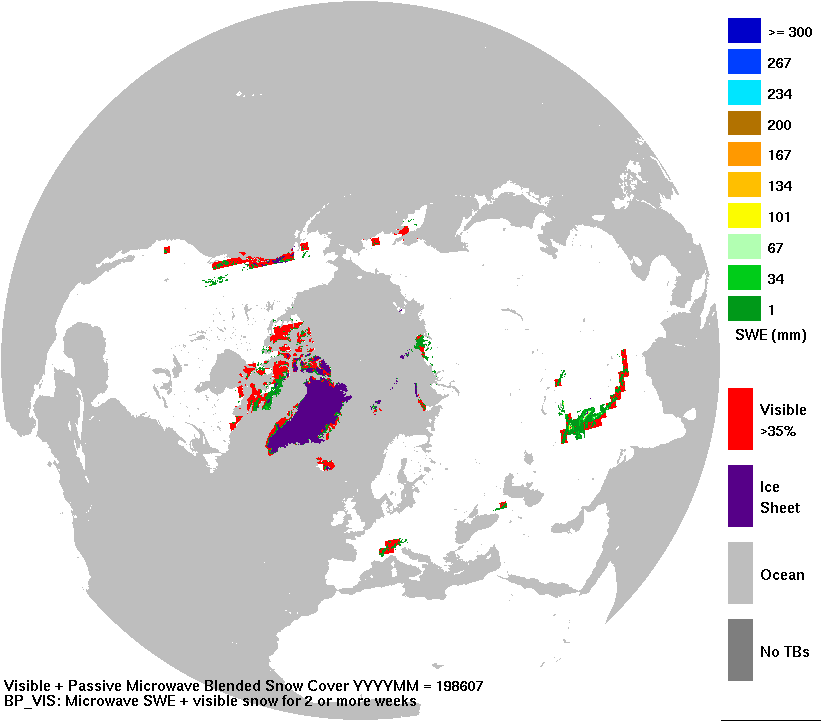 >= 300
267
234
200
167
134
101
67
34
1
SWE (mm)
Visible
>35%
Ice
Sheet
Ocean
No TBs
Visible + Passive Microwave Blended Snow Cover YYYYMM = 198607
BP_VIS: Microwave SWE + visible snow for 2 or more weeks